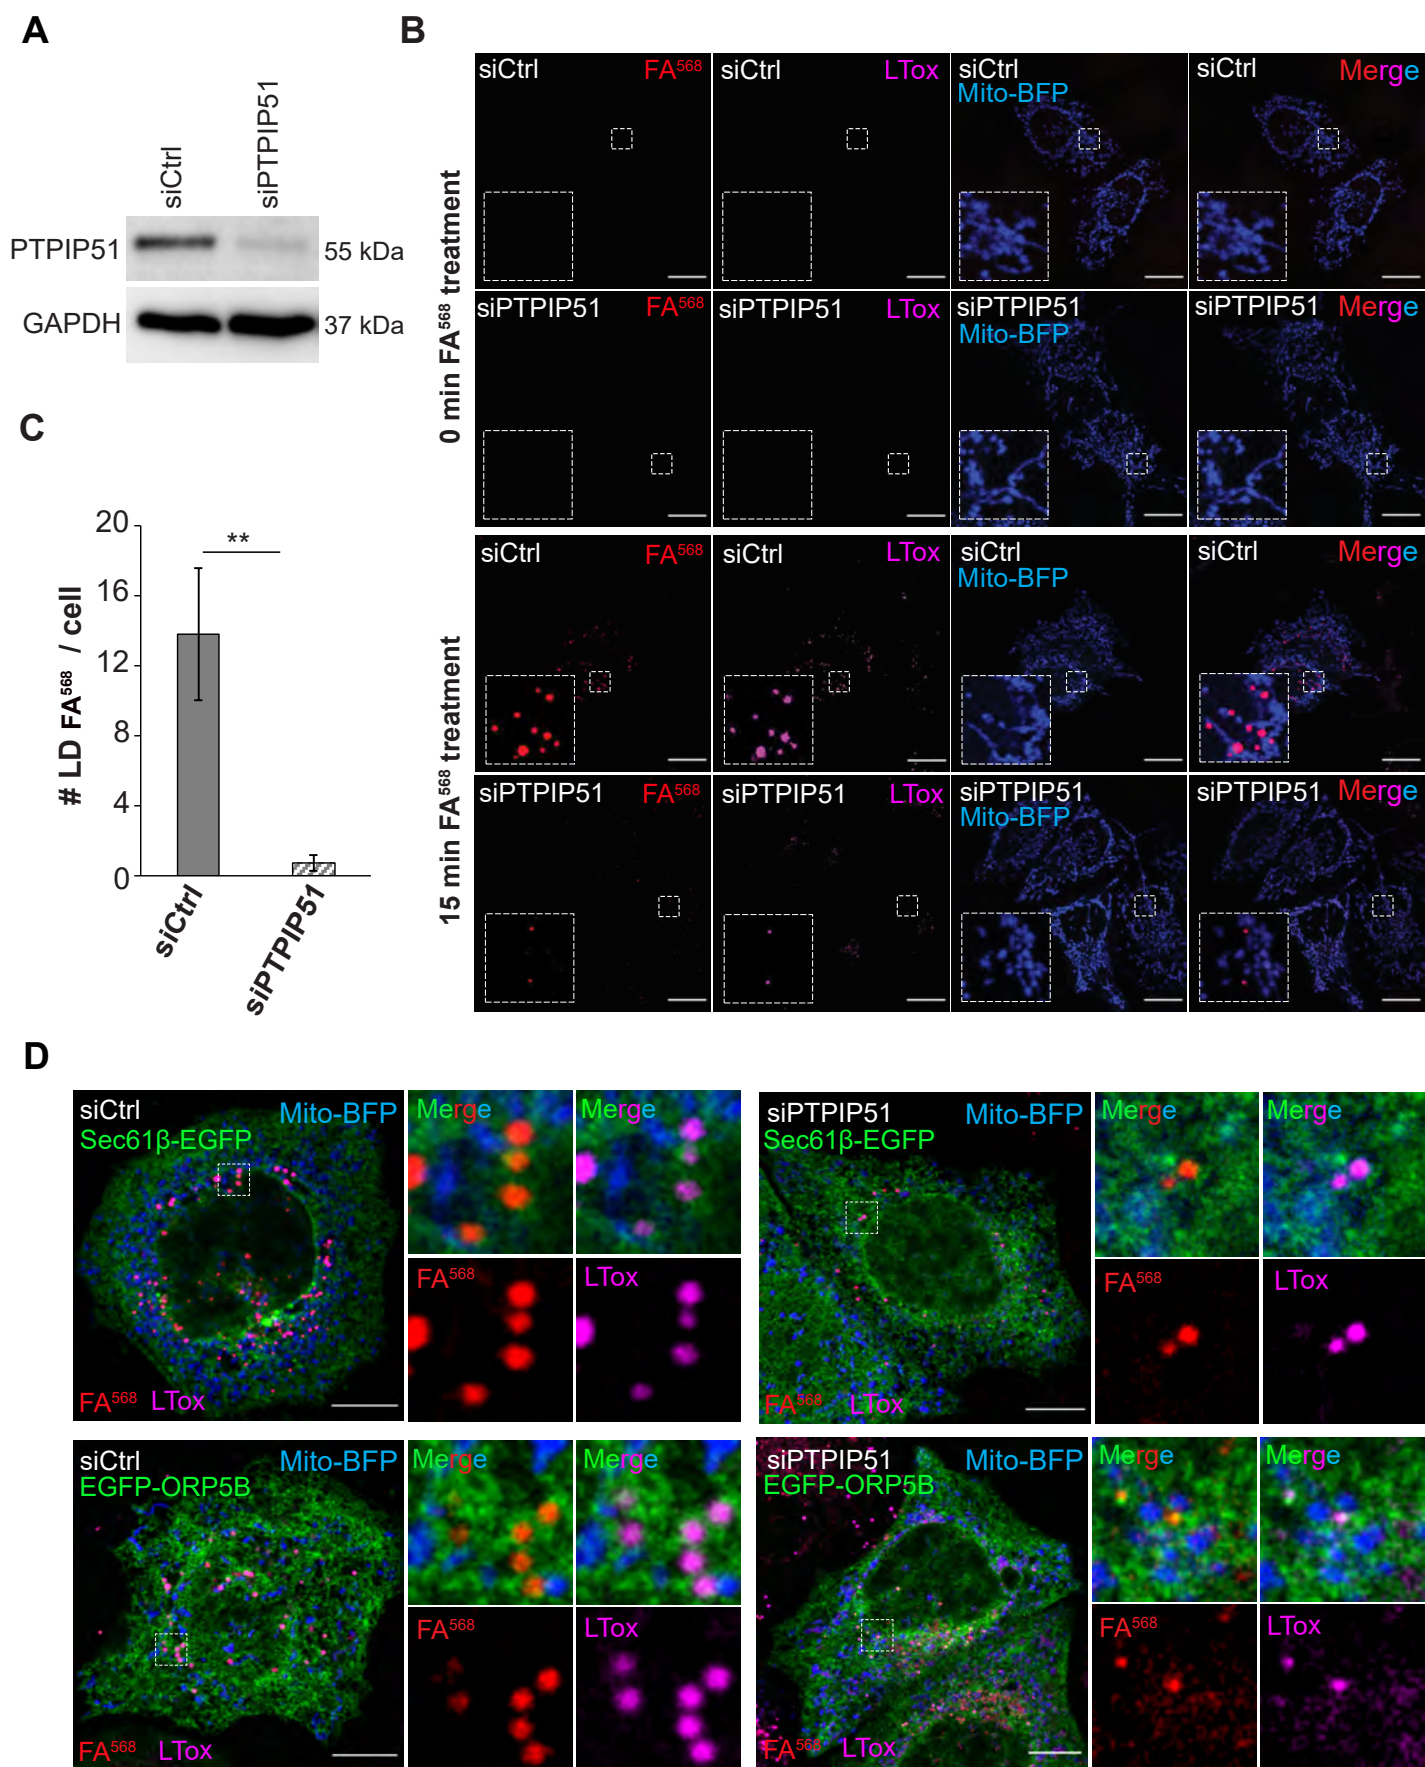 A
siCtrl
siPTPIP51
PTPIP51
55 kDa
GAPDH
37 kDa
B
0 min FA568 treatment
siCtrl FA568
siCtrl LTox
siCtrl
Mito-BFP
siCtrl Merge
siPTPIP51 FA568
siPTPIP51 LTox
siPTPIP51
Mito-BFP
siPTPIP51 Merge
15 min FA568 treatment
siCtrl FA568
siCtrl LTox
siCtrl
Mito-BFP
siCtrl Merge
siPTPIP51 FA568
siPTPIP51 LTox
siPTPIP51
Mito-BFP
siPTPIP51 Merge
C
# LD FA568 / cell
20
16
12
8
4
0
**
siCtrl
siPTPIP51
D
siCtrl Mito-BFP
Sec61β-EGFP
FA568 LTox
Merge
Merge
FA568
LTox
siPTPIP51 Mito-BFP
Sec61β-EGFP
FA568 LTox
Merge
Merge
FA568
LTox
siCtrl Mito-BFP
EGFP-ORP5B
FA568 LTox
Merge
Merge
FA568
LTox
siPTPIP51 Mito-BFP
EGFP-ORP5B
FA568 LTox
Merge
Merge
FA568
LTox